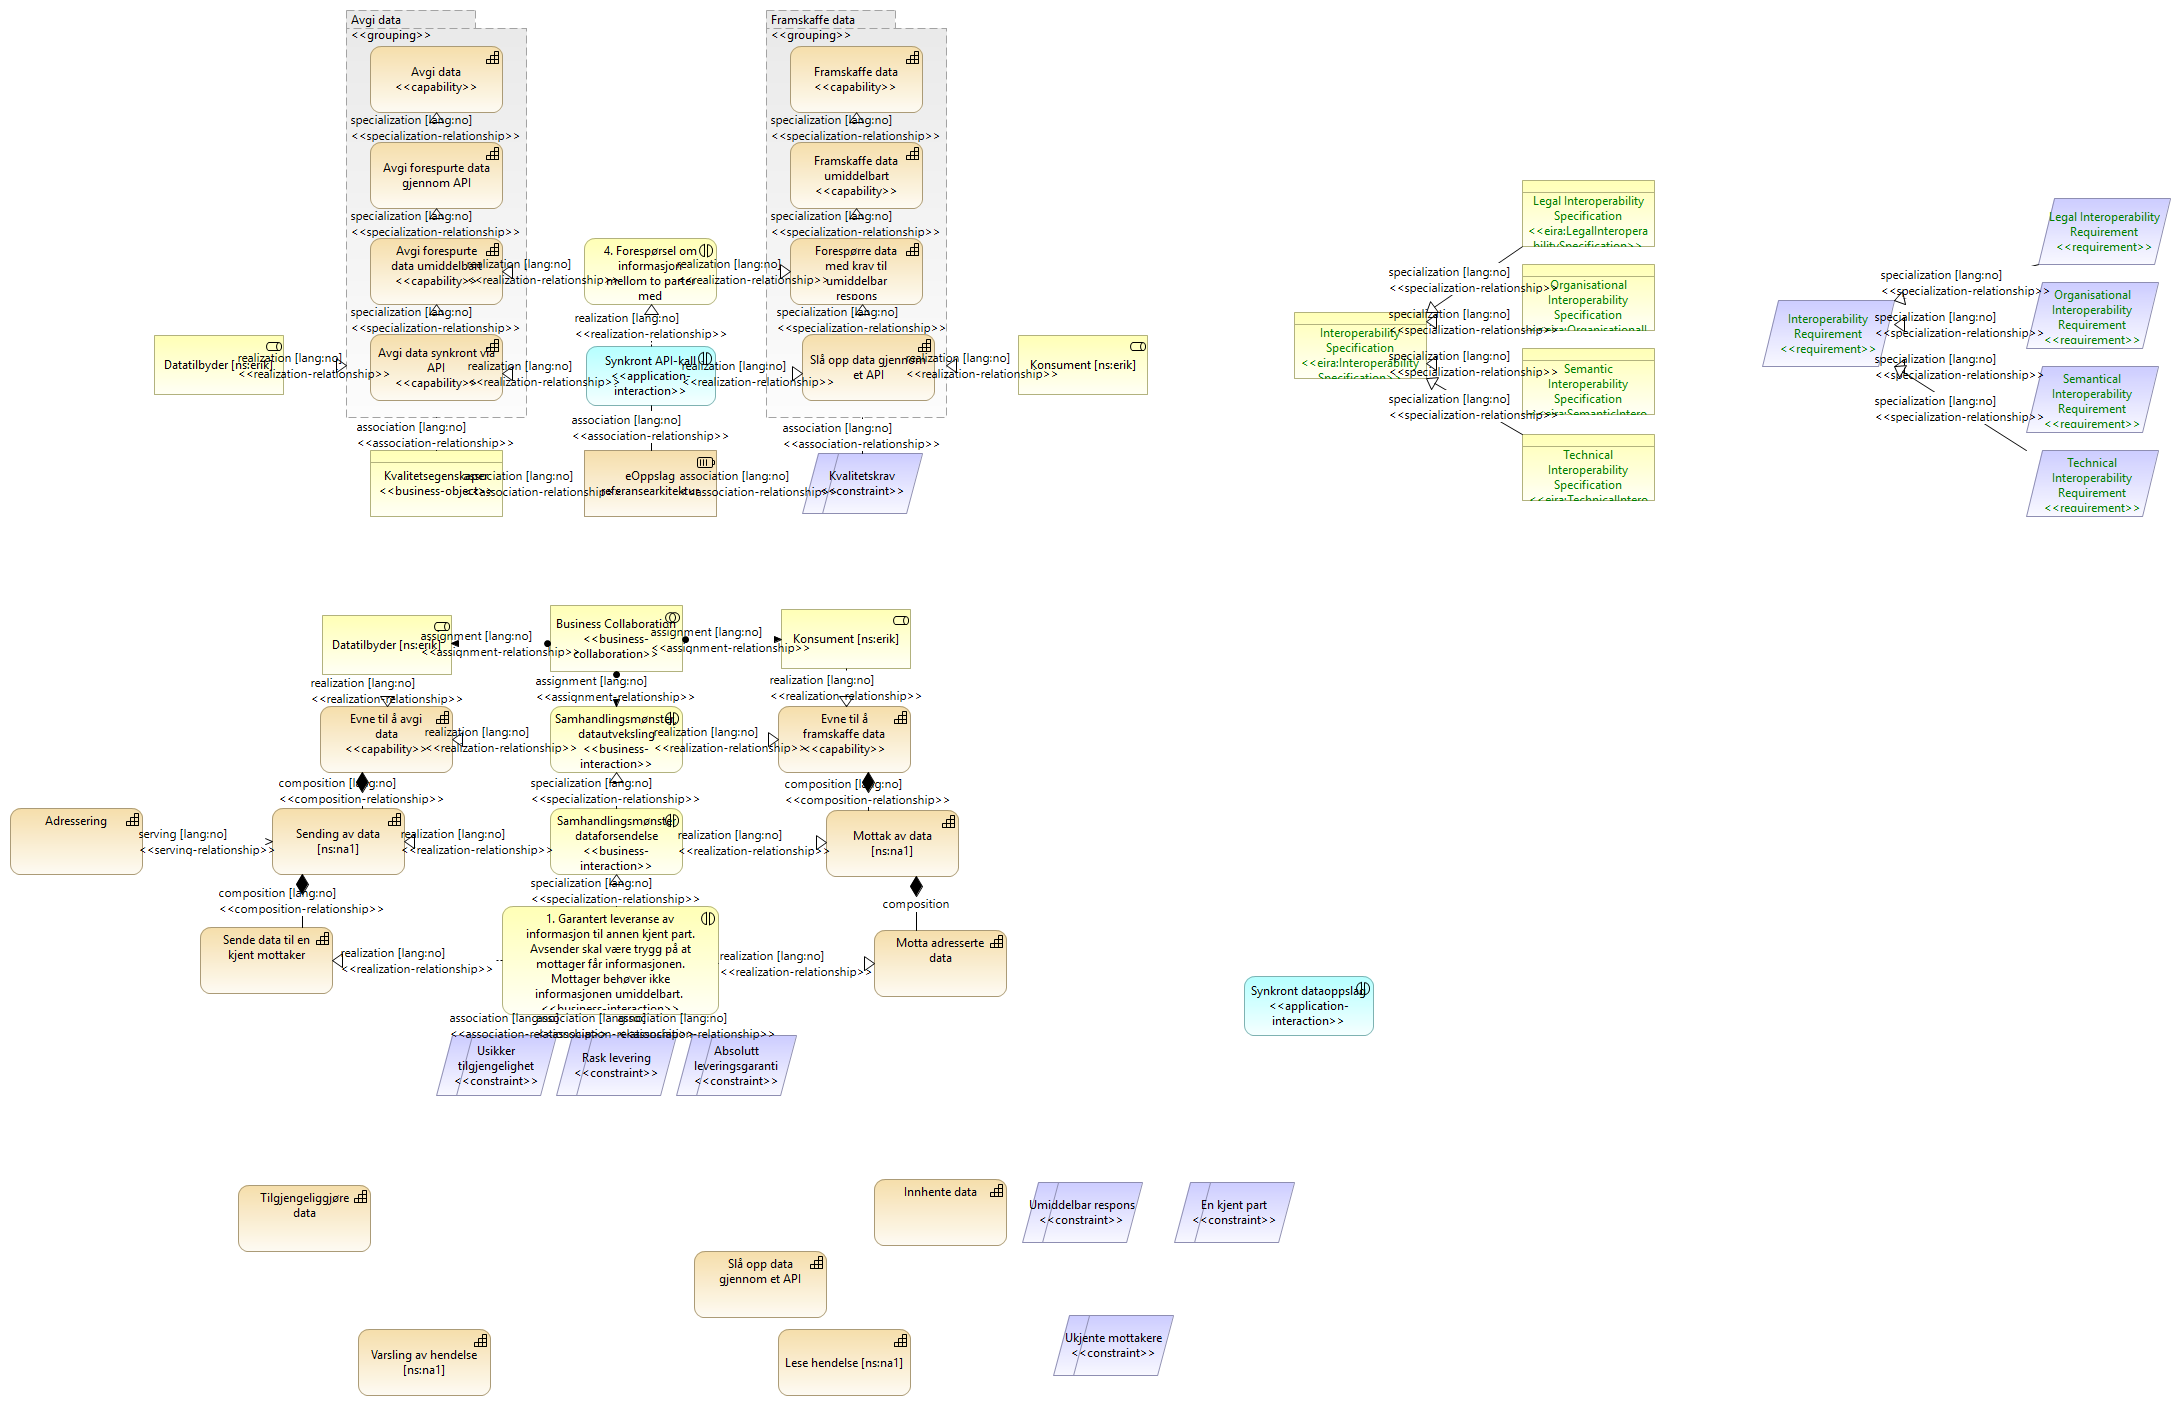 Avgi data
<<grouping>>
Avgi data
<<capability>>
specialization [lang:no]
<<specialization-relationship>>
Avgi forespurte data
gjennom API
specialization [lang:no]
<<specialization-relationship>>
Avgi forespurte
data umiddelbart
<<capability>>
specialization [lang:no]
<<specialization-relationship>>
Avgi data synkront via
API
<<capability>>
Framskaffe data
<<grouping>>
Framskaffe data
<<capability>>
specialization [lang:no]
<<specialization-relationship>>
Framskaffe data
umiddelbart
<<capability>>
specialization [lang:no]
<<specialization-relationship>>
Forespørre data
med krav til
umiddelbar
respons
specialization [lang:no]
<<specialization-relationship>>
Slå opp data gjennom
et API
realization [lang:no]
<<realization-relationship>>
4. Forespørsel om
informasjon
mellom to parter
med
realization [lang:no]
<<realization-relationship>>
realization [lang:no]
<<realization-relationship>>
Datatilbyder [ns:erik]
realization [lang:no]
<<realization-relationship>>
realization [lang:no]
<<realization-relationship>>
Synkront API-kall
<<application-
interaction>>
realization [lang:no]
<<realization-relationship>>
realization [lang:no]
<<realization-relationship>>
Konsument [ns:erik]
association [lang:no]
<<association-relationship>>
association [lang:no]
<<association-relationship>>
association [lang:no]
<<association-relationship>>
Kvalitetsegenskaper
<<business-object>>
association [lang:no]
<<association-relationship>>
eOppslag
referansearkitektur
association [lang:no]
<<association-relationship>>
Kvalitetskrav
<<constraint>>
Legal Interoperability
Specification
<<eira:LegalInteropera
bilitySpecification>>
specialization [lang:no]
<<specialization-relationship>>
Organisational
Interoperability
Specification
<<eira:OrganisationalI
specialization [lang:no]
<<specialization-relationship>>
Interoperability
Specification
<<eira:Interoperability
Specification>>
specialization [lang:no]
<<specialization-relationship>>
Semantic
Interoperability
Specification
<<eira:SemanticIntero
specialization [lang:no]
<<specialization-relationship>>
Technical
Interoperability
Specification
<<eira:TechnicalIntero
Legal Interoperability
Requirement
<<requirement>>
specialization [lang:no]
<<specialization-relationship>>
Organisational
Interoperability
Requirement
<<requirement>>
specialization [lang:no]
<<specialization-relationship>>
Interoperability
Requirement
<<requirement>>
specialization [lang:no]
<<specialization-relationship>>
Semantical
Interoperability
Requirement
<<requirement>>
specialization [lang:no]
<<specialization-relationship>>
Technical
Interoperability
Requirement
<<requirement>>
Datatilbyder [ns:erik]
assignment [lang:no]
<<assignment-relationship>>
Business Collaboration
<<business-
collaboration>>
assignment [lang:no]
<<assignment-relationship>>
Konsument [ns:erik]
realization [lang:no]
<<realization-relationship>>
assignment [lang:no]
<<assignment-relationship>>
realization [lang:no]
<<realization-relationship>>
Evne til å avgi
data
<<capability>>
realization [lang:no]
<<realization-relationship>>
Samhandlingsmønster
datautveksling
<<business-
interaction>>
realization [lang:no]
<<realization-relationship>>
Evne til å
framskaffe data
<<capability>>
composition [lang:no]
<<composition-relationship>>
specialization [lang:no]
<<specialization-relationship>>
composition [lang:no]
<<composition-relationship>>
Adressering
serving [lang:no]
<<serving-relationship>>
Sending av data
[ns:na1]
realization [lang:no]
<<realization-relationship>>
Samhandlingsmønster
dataforsendelse
<<business-
interaction>>
realization [lang:no]
<<realization-relationship>>
Mottak av data
[ns:na1]
composition [lang:no]
<<composition-relationship>>
specialization [lang:no]
<<specialization-relationship>>
composition
Sende data til en
kjent mottaker
realization [lang:no]
<<realization-relationship>>
1. Garantert leveranse av
informasjon til annen kjent part.
Avsender skal være trygg på at
mottager får informasjonen.
Mottager behøver ikke
informasjonen umiddelbart.
<<business-interaction>>
realization [lang:no]
<<realization-relationship>>
Motta adresserte
data
association [lang:no]
<<association-relationship>>
association [lang:no]
<<association-relationship>>
association [lang:no]
<<association-relationship>>
Usikker
tilgjengelighet
<<constraint>>
Rask levering
<<constraint>>
Absolutt
leveringsgaranti
<<constraint>>
Synkront dataoppslag
<<application-
interaction>>
Tilgjengeliggjøre
data
Innhente data
Umiddelbar respons
<<constraint>>
En kjent part
<<constraint>>
Slå opp data
gjennom et API
Varsling av hendelse
[ns:na1]
Lese hendelse [ns:na1]
Ukjente mottakere
<<constraint>>